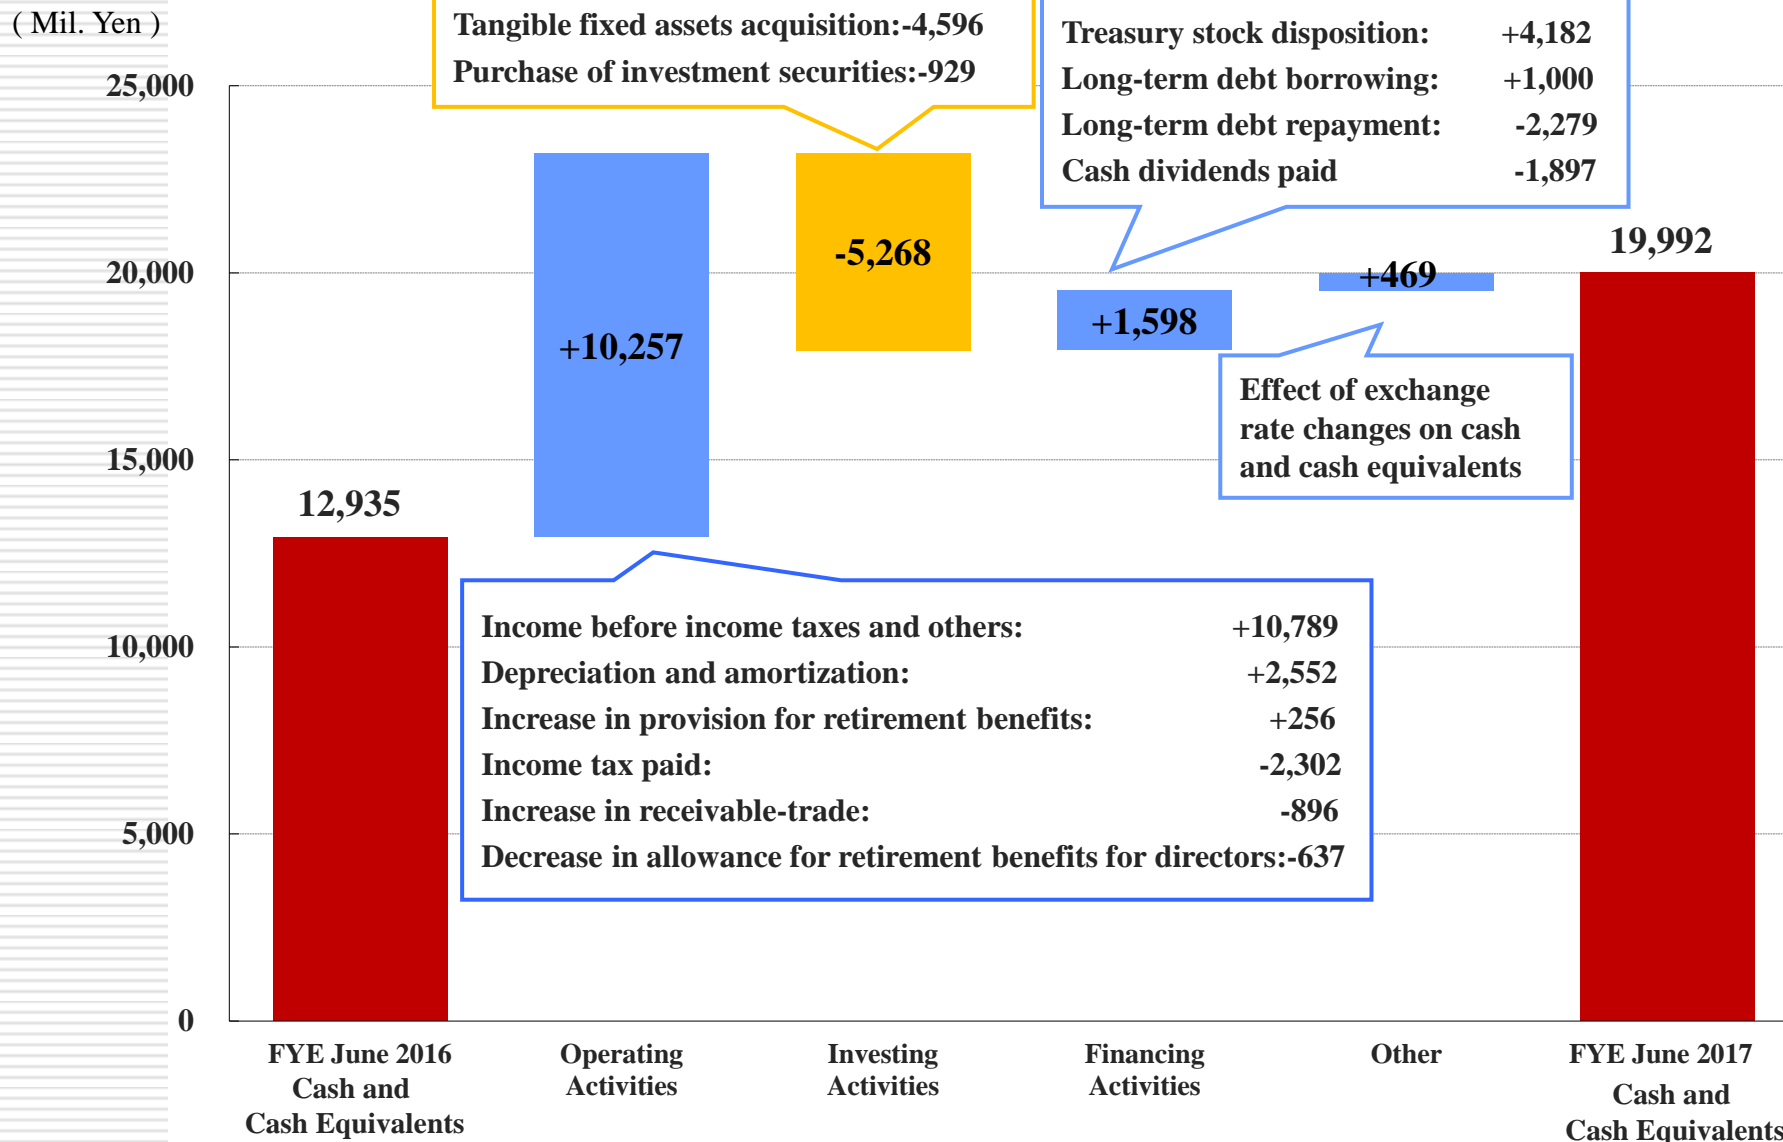 ( Mil. Yen )
Tangible fixed assets acquisition:-4,596
Purchase of investment securities:-929
Treasury stock disposition: +4,182
Long-term debt borrowing: +1,000
Long-term debt repayment: -2,279
Cash dividends paid -1,897
25,000
20,000
15,000
10,000
5,000
0
12,935
+10,257
-5,268
+1,598
+469
19,992
Effect of exchange
rate changes on cash
and cash equivalents
Income before income taxes and others: +10,789
Depreciation and amortization: +2,552
Increase in provision for retirement benefits: +256
Income tax paid: -2,302
Increase in receivable-trade: -896
Decrease in allowance for retirement benefits for directors:-637
FYE June 2016
Cash and
Cash Equivalents
Operating
Activities
Investing
Activities
Financing
Activities
Other
FYE June 2017
Cash and
Cash Equivalents